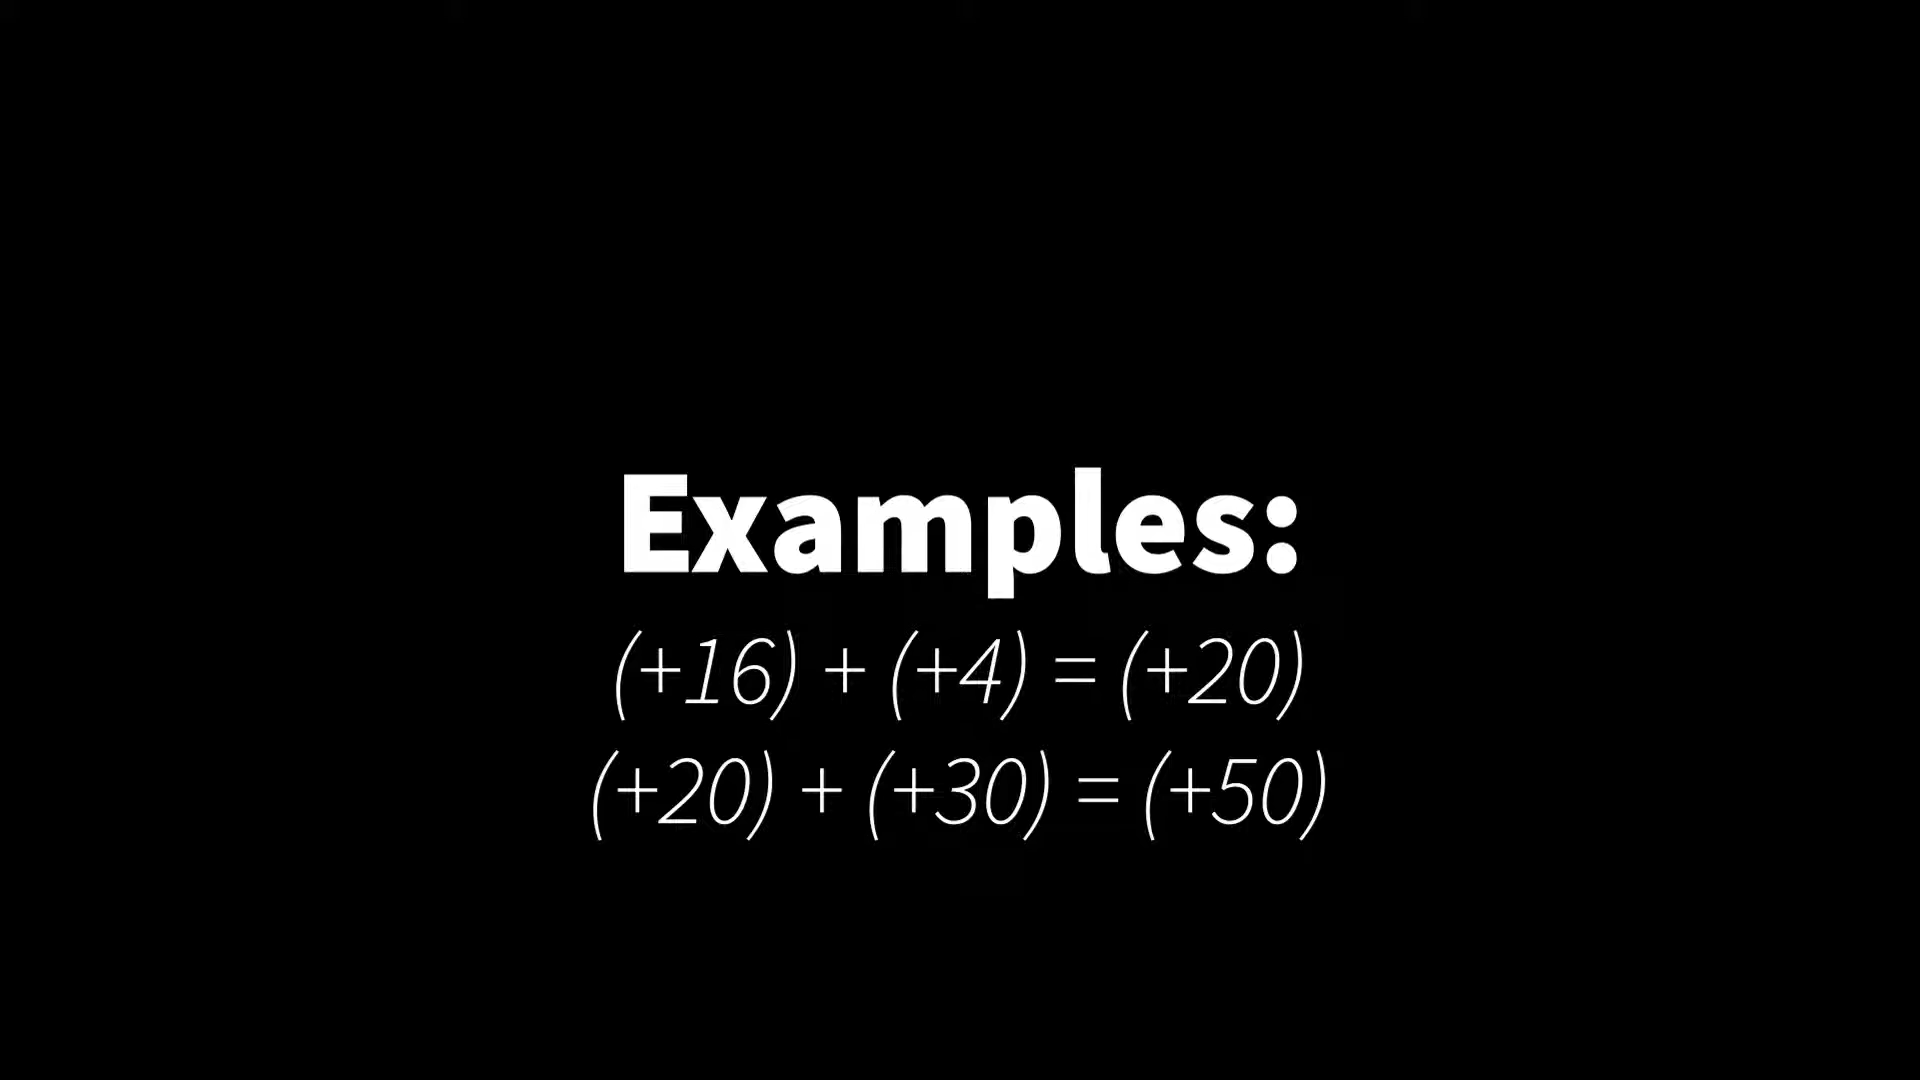 Examples:
(+16) + (+4) = (+20)
(+20) + (+30) = (+50)